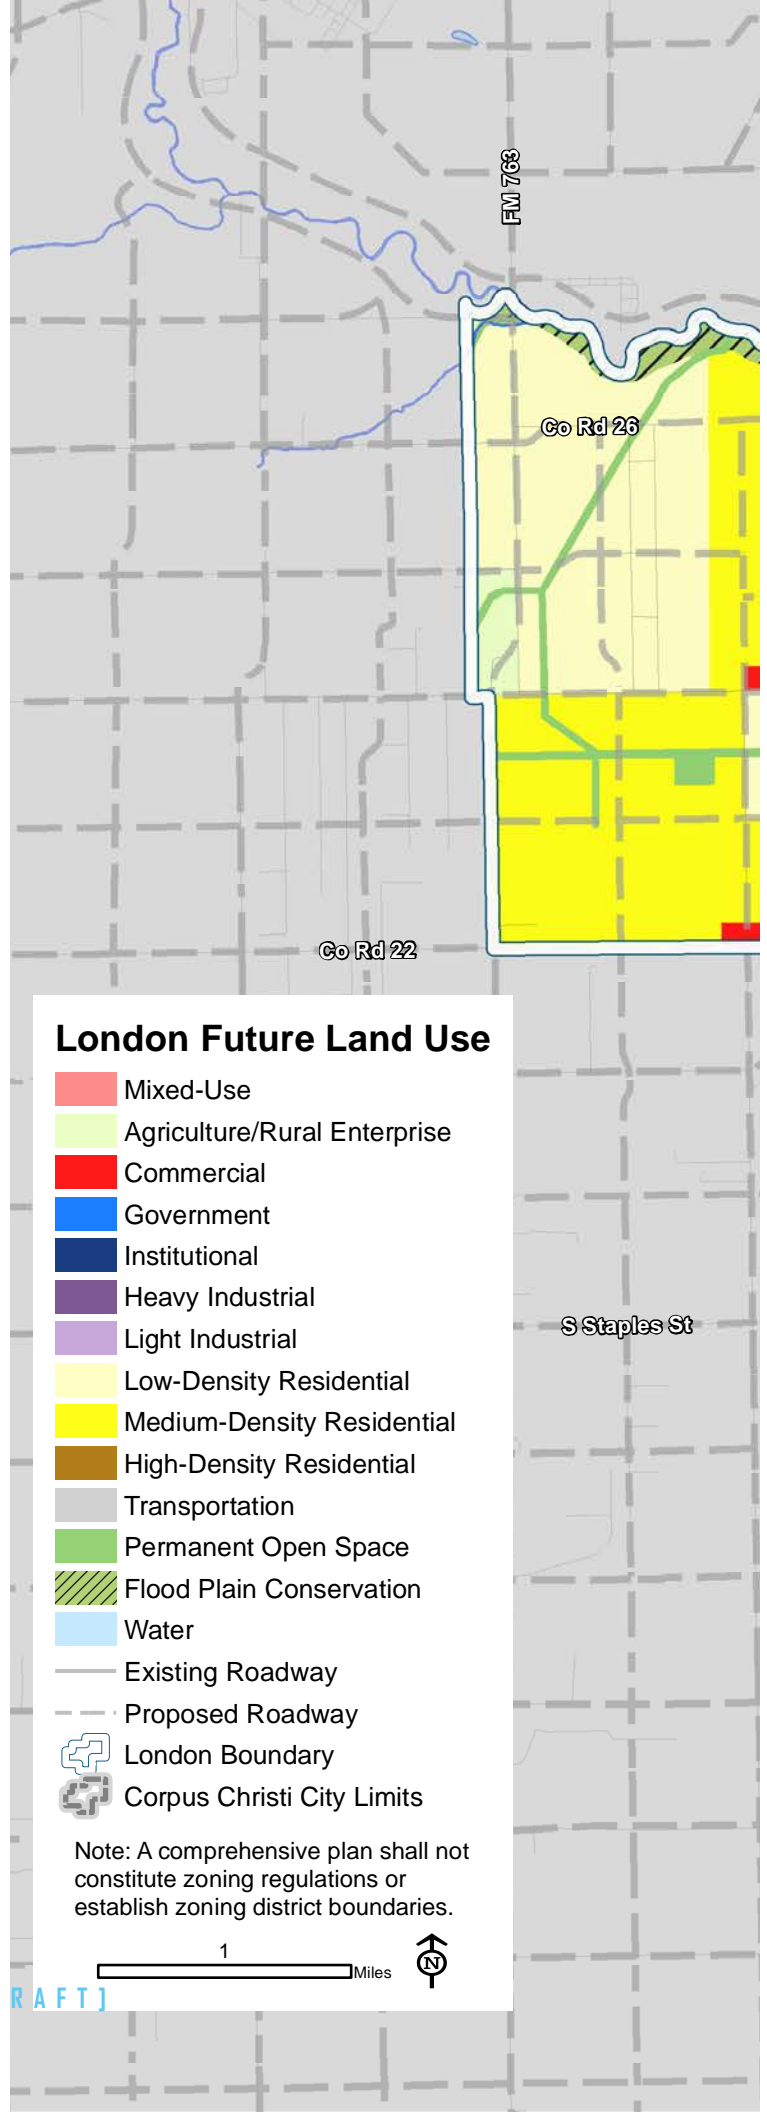 FM 763
Co Rd 26
Co Rd 22
London Future Land Use
Mixed-Use
Agriculture/Rural Enterprise
Commercial
Government
Institutional
Heavy Industrial
Light Industrial
S Staples St
Low-Density Residential
Medium-Density Residential
High-Density Residential
Transportation
Permanent Open Space
Flood Plain Conservation
Water
Existing Roadway
Proposed Roadway
London Boundary
Corpus Christi City Limits
Note: A comprehensive plan shall not
constitute zoning regulations or
establish zoning district boundaries.
1
Miles
N
RAFT]